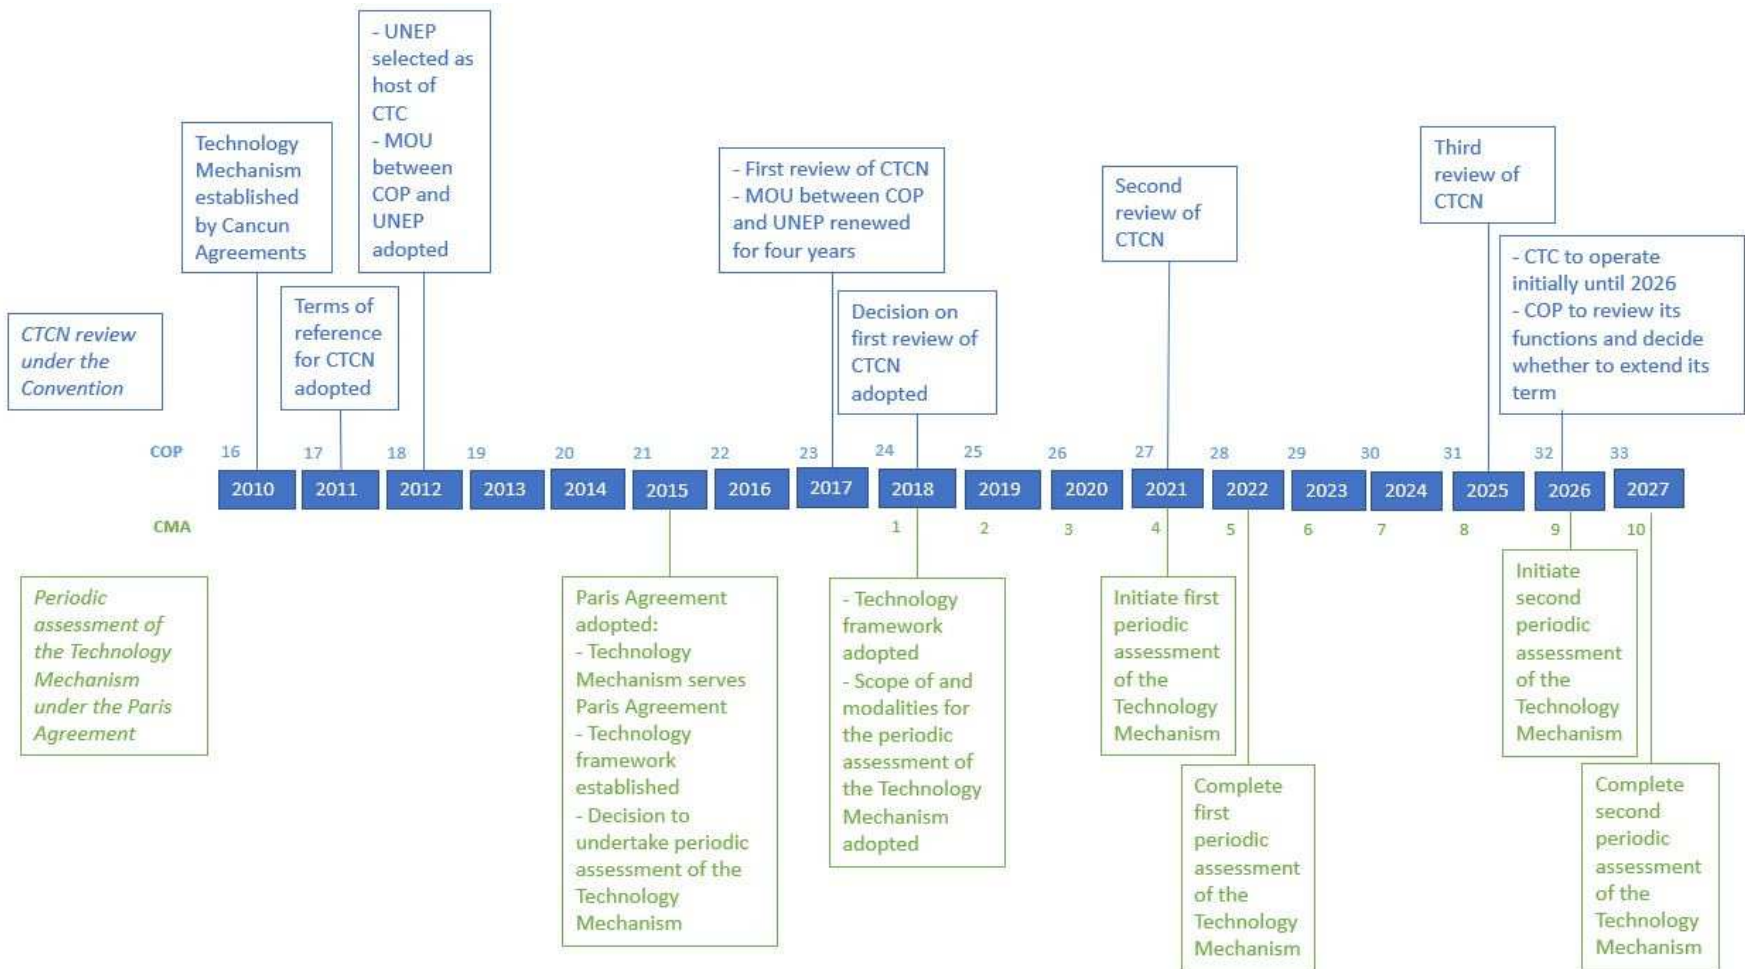 - UNEP
selected as
host of
CTC
- MOU
between
COP and
UNEP
adopted
Technology
Mechanism
established
by Cancun
Agreements
- First review of CTCN
- MOU between COP
and UNEP renewed
for four years
Second
review of
CTCN
Third
review of
CTCN
- CTC to operate
initially until 2026
- COP to review its
functions and decide
whether to extend its
term
Terms of
reference
for CTCN
adopted
Decision on
first review of
CTCN
adopted
CTCN review
under the
Convention
COP 16 17 18 19 20 21 22 23 24 25 26 27 28 29 30 31 32 33
2010 2011 2012 2013 2014 2015 2016 2017 2018 2019 2020 2021 2022 2023 2024 2025 2026 2027
CMA 1 2 3 4 5 6 7 8 9 10
Periodic
assessment of
the Technology
Mechanism
under the Paris
Agreement
Paris Agreement
adopted:
- Technology
Mechanism serves
Paris Agreement
- Technology
framework
established
- Decision to
undertake periodic
assessment of the
Technology
Mechanism
- Technology
framework
adopted
- Scope of and
modalities for
the periodic
assessment of
the Technology
Mechanism
adopted
Initiate first
periodic
assessment
of the
Technology
Mechanism
Complete
first
periodic
assessment
of the
Technology
Mechanism
Initiate
second
periodic
assessment
of the
Technology
Mechanism
Complete
second
periodic
assessment
of the
Technology
Mechanism